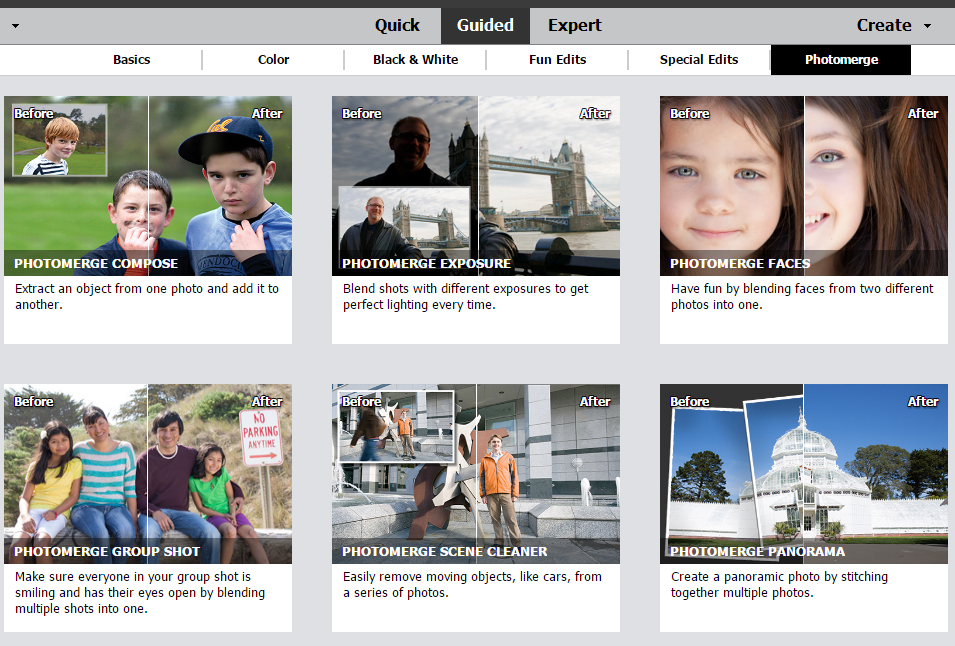 Quick Guided Expert Create
Basics Color Black & White Fun Edits Special Edits Photomerge
Before After
PHOTOMERGE COMPOSE
Extract an object from one photo and add it to
another.
Before After
PHOTOMERGE EXPOSURE
Blend shots with different exposures to get
perfect lighting every time.
Before After
PHOTOMERGE FACES
Have fun by blending faces from two different
photos into one.
Before After
NO
PARKING
ANYTIME
PHOTOMERGE GROUP SHOT
Make sure everyone in your group shot is
smiling and has their eyes open by blending
multiple shots into one.
Before After
PHOTOMERGE SCENE CLEANER
Easily remove moving objects, like cars, from
a series of photos.
Before After
PHOTOMERGE PANORAMA
Create a panoramic photo by stitching
together multiple photos.